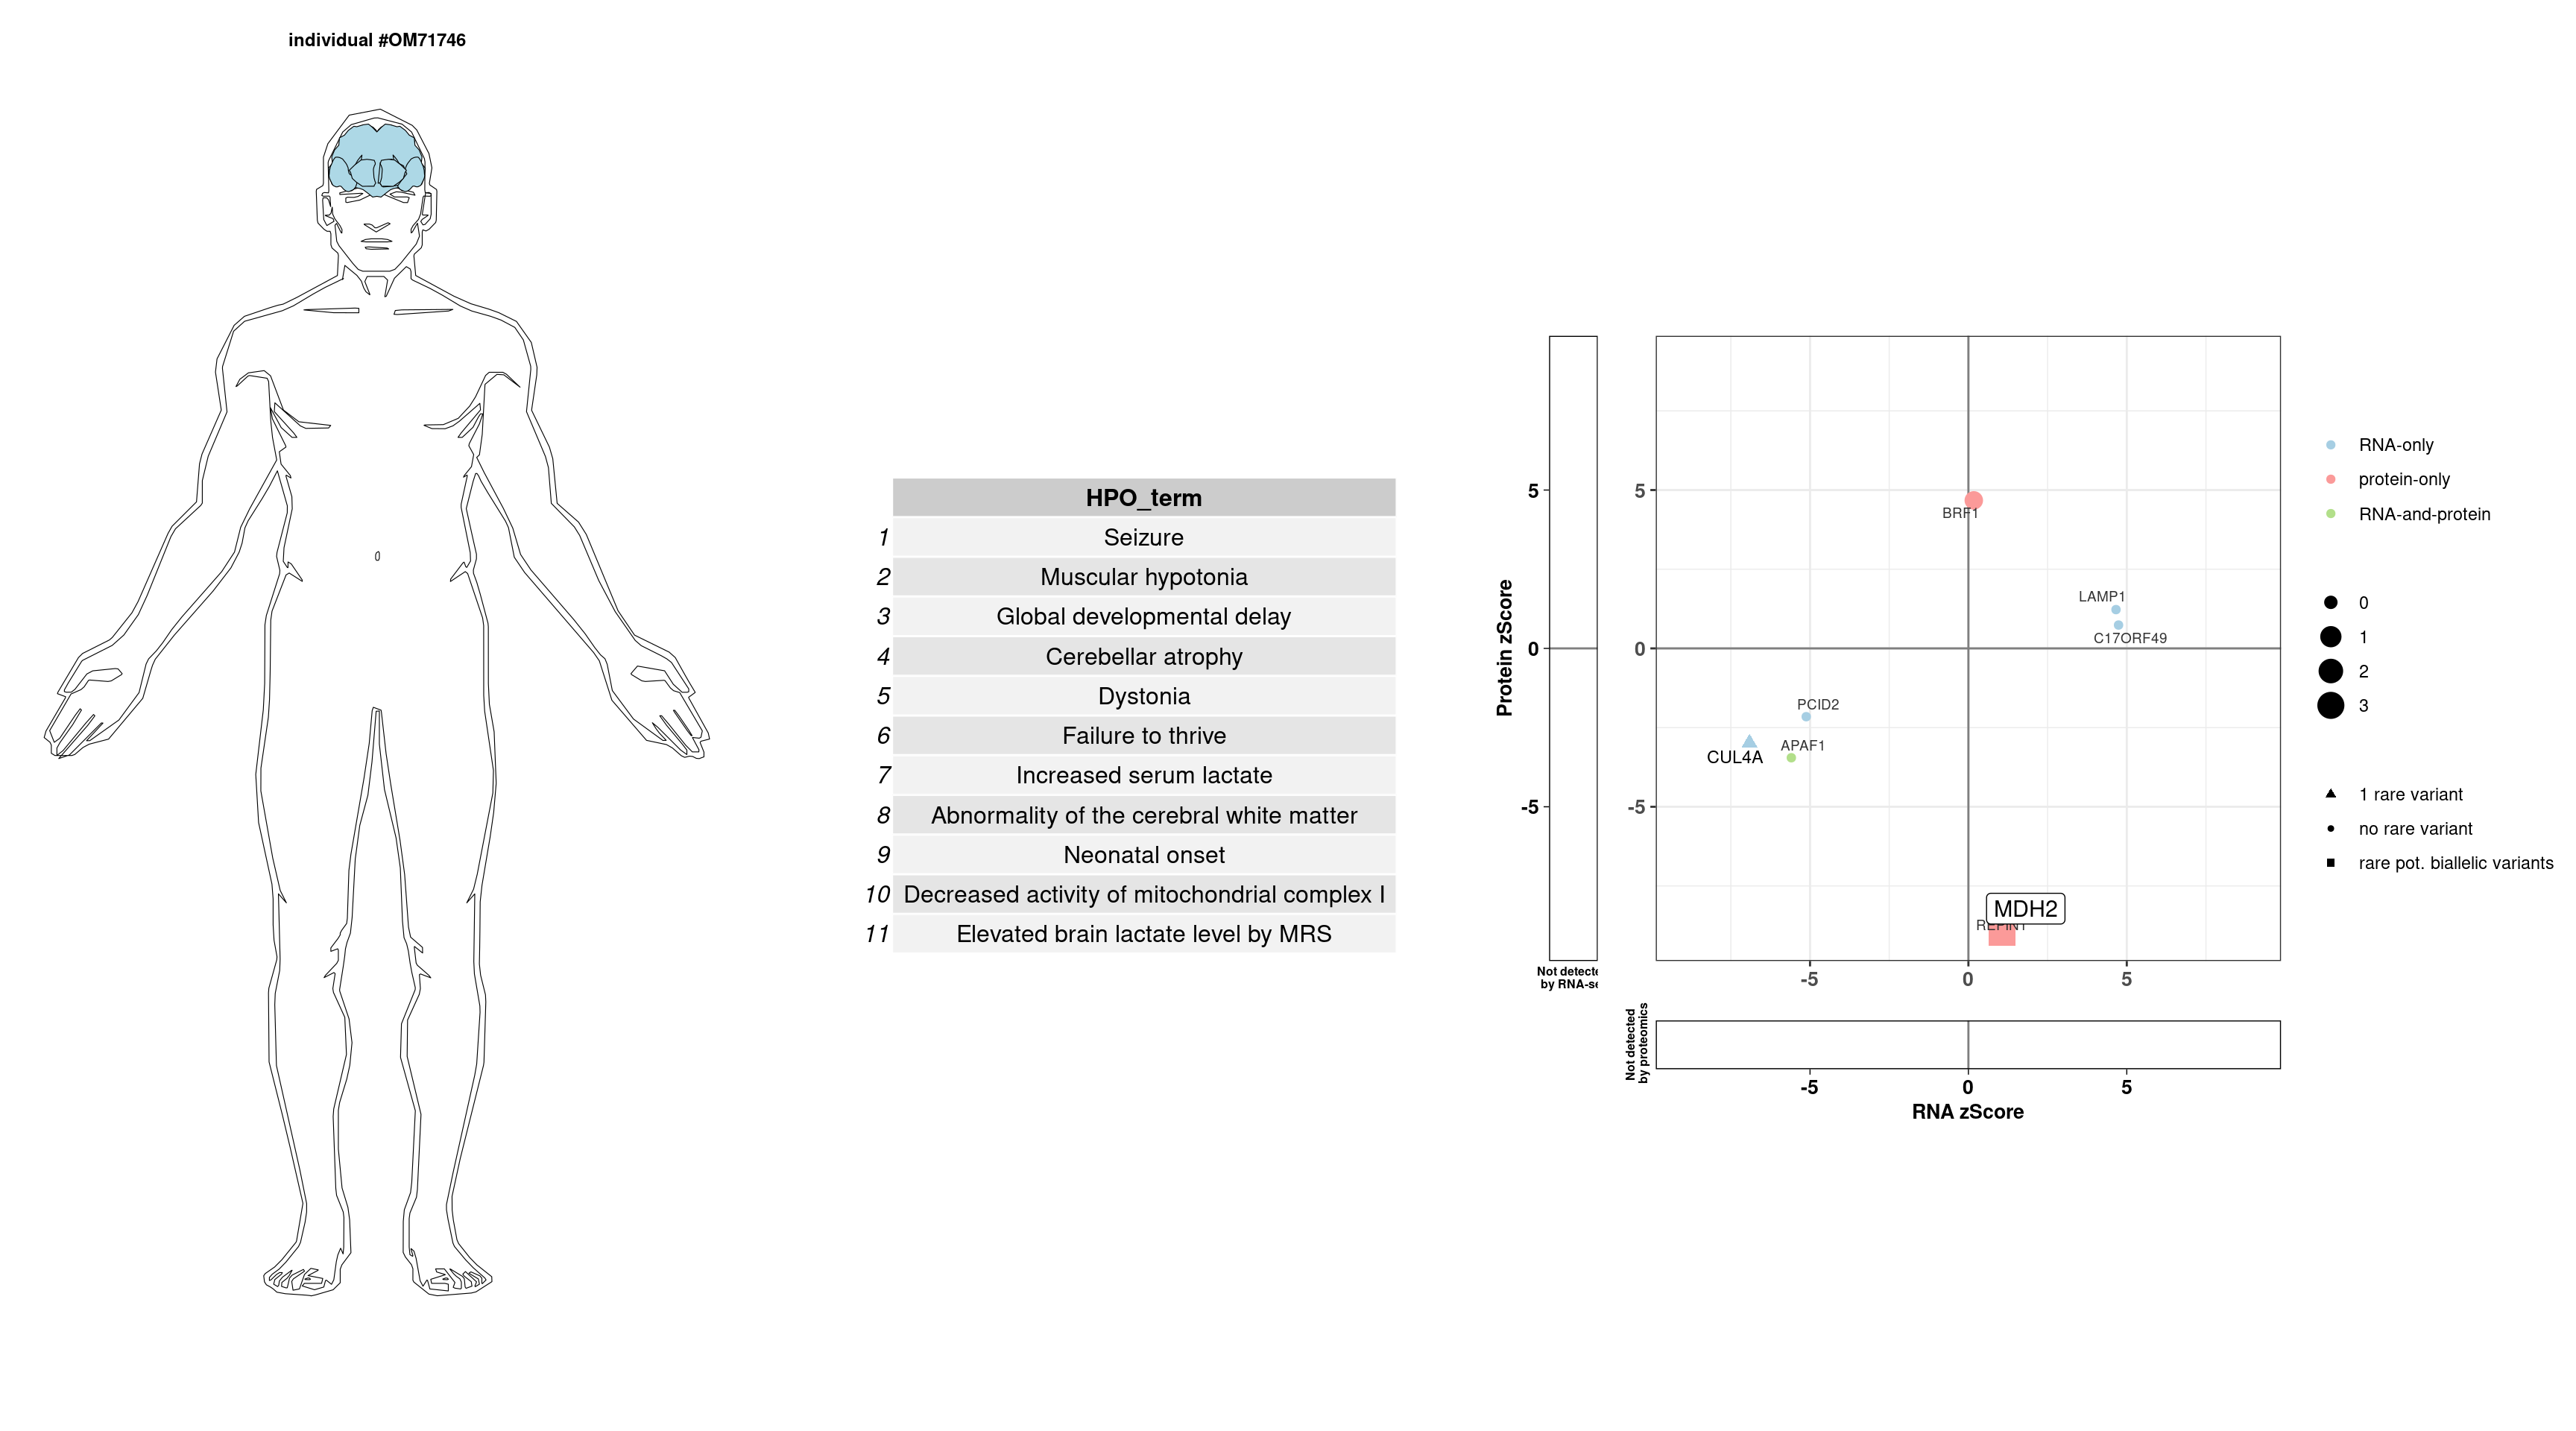 individual #OM71746
HPO_term
1 Seizure
2 Muscular hypotonia
3 Global developmental delay
4 Cerebellar atrophy
5 Dystonia
6 Failure to thrive
7 Increased serum lactate
8 Abnormality of the cerebral white matter
9 Neonatal onset
10 Decreased activity of mitochondrial complex I
11 Elevated brain lactate level by MRS
Protein zScore
5
0
-5
Not detecte
by RNA-se
5
0
-5
BRF1
LAMP1
C17ORF49
PCID2
CUL4A
APAF1
MDH2
-5 0 5
Not detected
by proteomics
-5 0 5
RNA zScore
RNA-only
protein-only
RNA-and-protein
0
1
2
3
1 rare variant
no rare variant
rare pot. biallelic variants